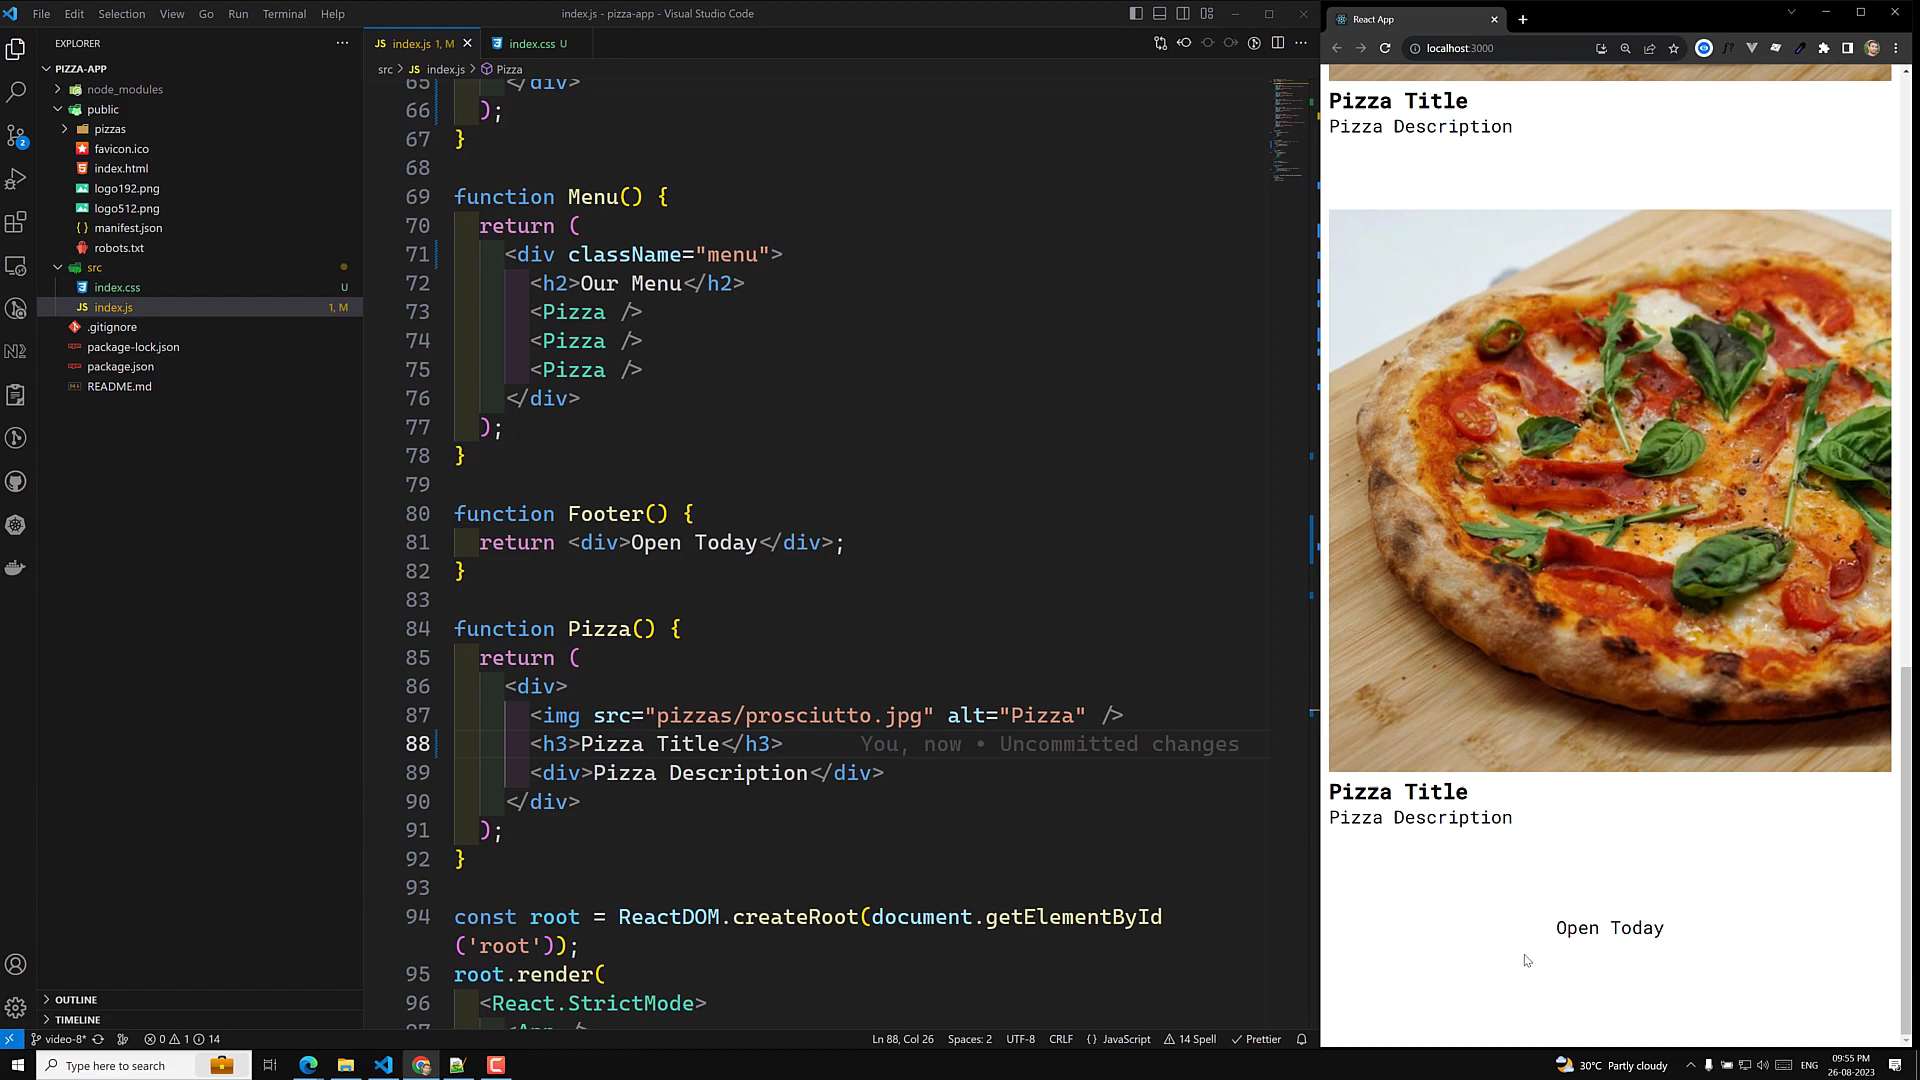 File Edit Selection View Go Run Terminal Help
index.js - pizza-app - Visual Studio Code
EXPLORER
PIZZA-APP
node_modules
public
pizzas
favicon.ico
index.html
logo192.png
logo512.png
manifest.json
robots.txt
src
index.css U
index.js 1, M
.gitignore
package-lock.json
package.json
README.md
OUTLINE
TIMELINE
JS index.js 1, M
index.css U
src > JS index.js > Pizza
65 </div>
66 );
67 }
68
69 function Menu() {
70 return (
71 <div className="menu">
72 <h2>Our Menu</h2>
73 <Pizza />
74 <Pizza />
75 <Pizza />
76 </div>
77 );
78 }
79
80 function Footer() {
81 return <div>Open Today</div>;
82 }
83
84 function Pizza() {
85 return (
86 <div>
87 <img src="pizzas/prosciutto.jpg" alt="Pizza" />
88 <h3>Pizza Title</h3> You, now • Uncommitted changes
89 <div>Pizza Description</div>
90 </div>
91 );
92 }
93
94 const root = ReactDOM.createRoot(document.getElementById
('root'));
95 root.render(
96 <React.StrictMode>
97 <App />
video-8* 0 1 14
Ln 88, Col 26 Spaces: 2 UTF-8 CRLF {} JavaScript 14 Spell Prettier
React App
localhost:3000
Pizza Title
Pizza Description
Pizza Title
Pizza Description
Open Today
Type here to search
30°C Partly cloudy
ENG
09:55 PM
26-08-2023